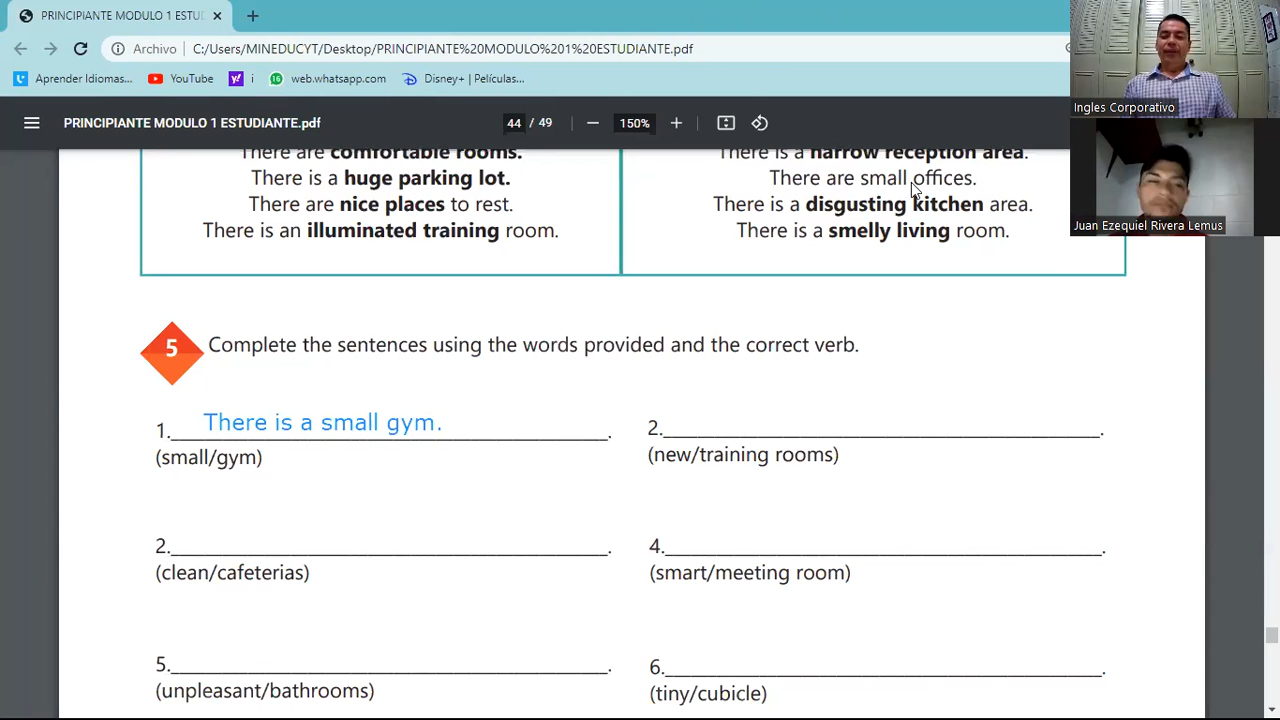 PRINCIPIANTE MODULO 1 ESTU
Archivo C:/Users/MINEDUCYT/Desktop/PRINCIPIANTE%20MODULO%201%20ESTUDIANTE.pdf
Aprender Idiomas... YouTube i web.whatsapp.com Disney+ | Películas,...
PRINCIPIANTE MODULO 1 ESTUDIANTE.pdf 44 / 49 150%
Ingles Corporativo
Juan Ezequiel Rivera Lemus
There are comfortable rooms.
There is a huge parking lot.
There are nice places to rest.
There is an illuminated training room.
There is a narrow reception area.
There are small offices.
There is a disgusting kitchen area.
There is a smelly living room.
5 Complete the sentences using the words provided and the correct verb.
1. There is a small gym. .
(small/gym)
2. .
(new/training rooms)
2. .
(clean/cafeterias)
4. .
(smart/meeting room)
5. .
(unpleasant/bathrooms)
6. .
(tiny/cubicle)